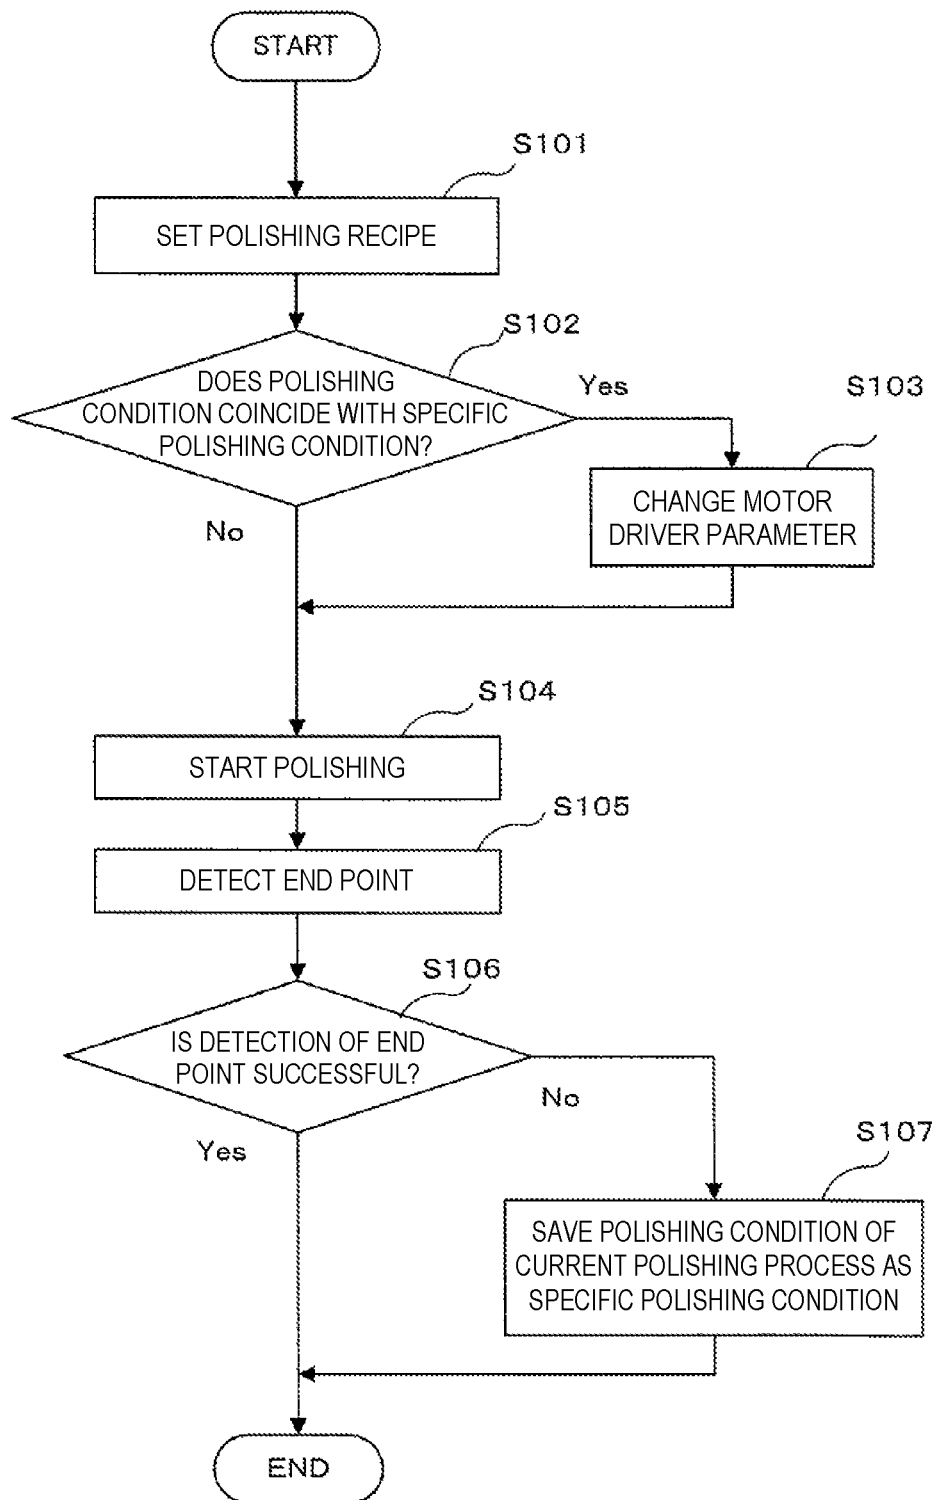 START
S101
SET POLISHING RECIPE
S102
DOES POLISHING
CONDITION COINCIDE WITH SPECIFIC
POLISHING CONDITION?
Yes
S103
CHANGE MOTOR
DRIVER PARAMETER
No
S104
START POLISHING
S105
DETECT END POINT
S106
IS DETECTION OF END
POINT SUCCESSFUL?
No
Yes
S107
SAVE POLISHING CONDITION OF
CURRENT POLISHING PROCESS AS
SPECIFIC POLISHING CONDITION
END